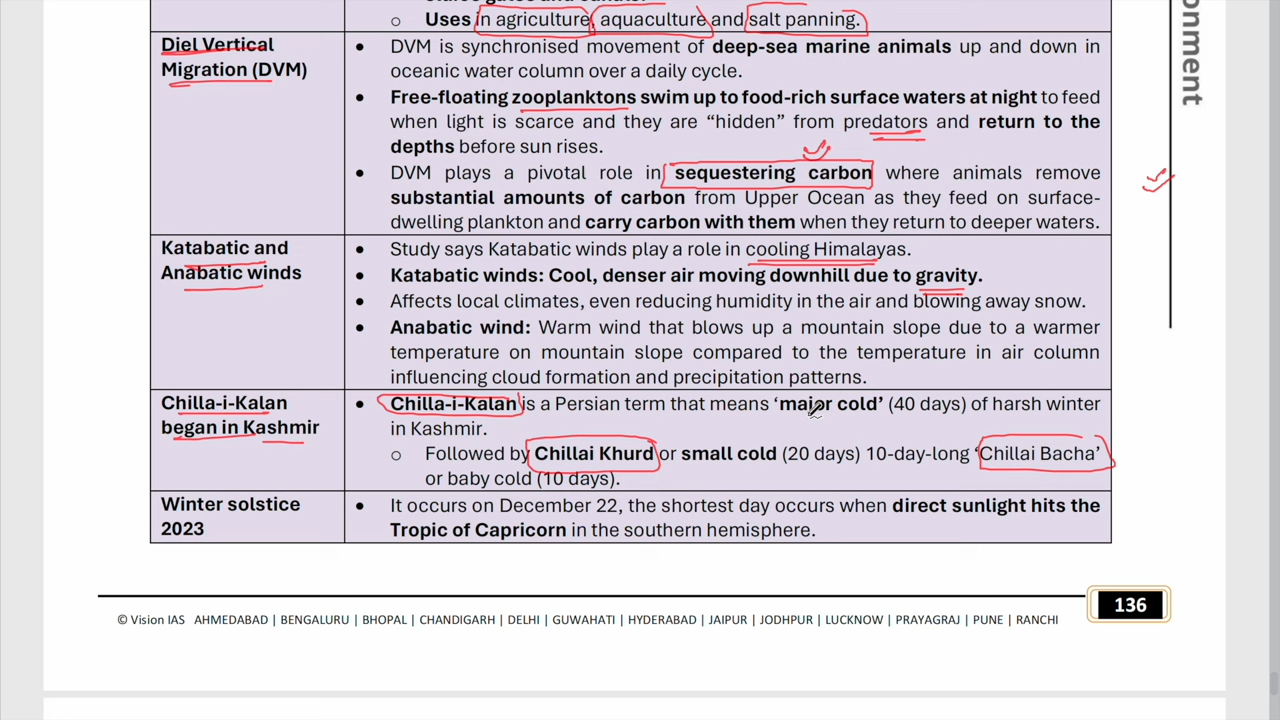 Uses in agriculture, aquaculture and salt panning.
Diel Vertical
Migration (DVM)
DVM is synchronised movement of deep-sea marine animals up and down in
oceanic water column over a daily cycle.
Free-floating zooplanktons swim up to food-rich surface waters at night to feed
when light is scarce and they are “hidden” from predators and return to the
depths before sun rises.
DVM plays a pivotal role in sequestering carbon where animals remove
substantial amounts of carbon from Upper Ocean as they feed on surface-
dwelling plankton and carry carbon with them when they return to deeper waters.
Katabatic and
Anabatic winds
Study says Katabatic winds play a role in cooling Himalayas.
Katabatic winds: Cool, denser air moving downhill due to gravity.
Affects local climates, even reducing humidity in the air and blowing away snow.
Anabatic wind: Warm wind that blows up a mountain slope due to a warmer
temperature on mountain slope compared to the temperature in air column
influencing cloud formation and precipitation patterns.
Chilla-i-Kalan
began in Kashmir
Chilla-i-Kalan is a Persian term that means ‘major cold’ (40 days) of harsh winter
in Kashmir.
Followed by Chillai Khurd or small cold (20 days) 10-day-long ‘Chillai Bacha’
or baby cold (10 days).
Winter solstice
2023
It occurs on December 22, the shortest day occurs when direct sunlight hits the
Tropic of Capricorn in the southern hemisphere.
136
© Vision IAS AHMEDABAD | BENGALURU | BHOPAL | CHANDIGARH | DELHI | GUWAHATI | HYDERABAD | JAIPUR | JODHPUR | LUCKNOW | PRAYAGRAJ | PUNE | RANCHI